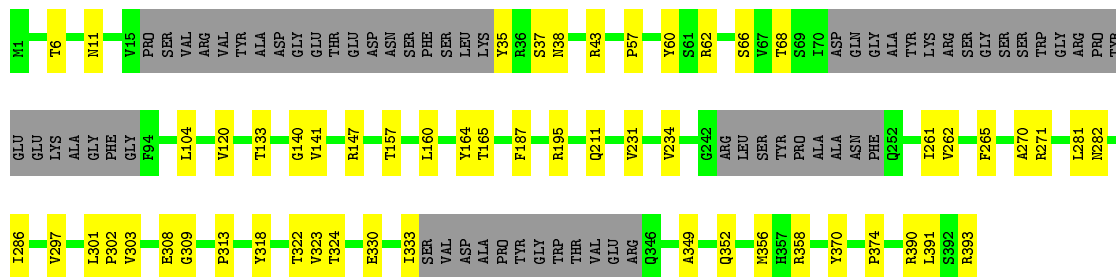 M1 T6 N11 V15 PRO SER VAL ARG VAL TYR ALA ASP GLY GLU THR GLU ASP ASN SER PHE SER LEU LYS Y35 R36 S37 N38 R43 P57 Y60 S61 R62 S66 V67 T68 S69 I70 ASP GLN GLY ALA TYR LYS ARG SER GLY SER SER TRP GLY ARG PRO TYR
GLU GLU LYS ALA GLY PHE GLY F94 L104 V120 T133 G140 V141 R147 T157 L160 Y164 T165 F187 R195 Q211 V231 V234 G242 ARG LEU SER TYR PRO ALA ALA ASN PHE Q252 I261 V262 F265 A270 R271 L281 N282
I286 V297 L301 P302 V303 E308 G309 P313 Y318 T322 V323 T324 E330 I333 SER VAL ASP ALA PRO TYR GLY TRP THR VAL GLU ARG Q346 A349 Q352 M356 H357 R358 Y370 P374 R390 L391 S392 R393